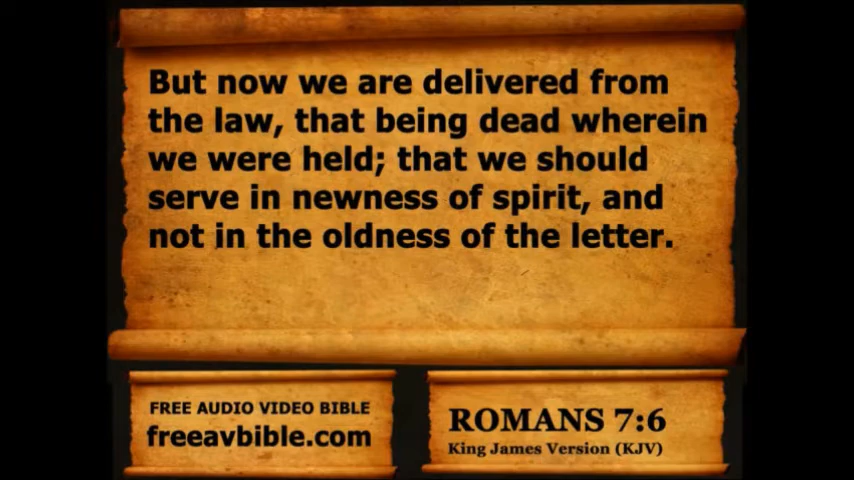 But now we are delivered from
the law, that being dead wherein
we were held; that we should
serve in newness of spirit, and
not in the oldness of the letter.
FREE AUDIO VIDEO BIBLE
freeavbible.com
ROMANS 7:6
King James Version (KJV)